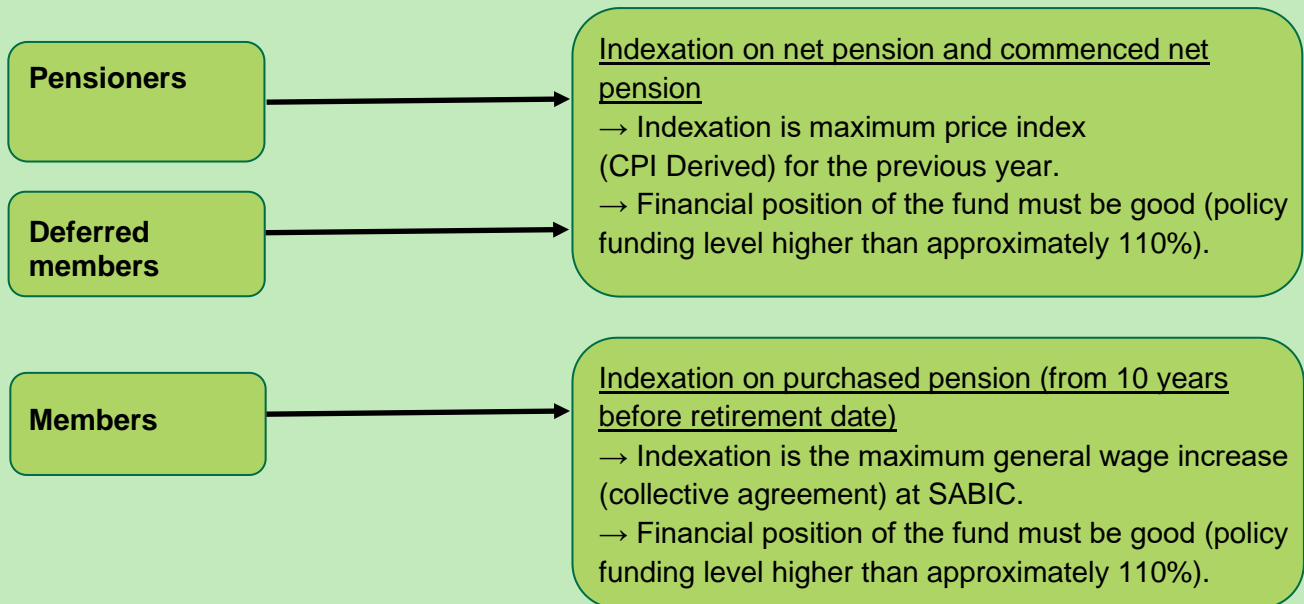 Pensioners
Indexation on net pension and commenced net
pension
→ Indexation is maximum price index
(CPI Derived) for the previous year.
→ Financial position of the fund must be good (policy
funding level higher than approximately 110%).
Deferred
members
Members
Indexation on purchased pension (from 10 years
before retirement date)
→ Indexation is the maximum general wage increase
(collective agreement) at SABIC.
→ Financial position of the fund must be good (policy
funding level higher than approximately 110%).